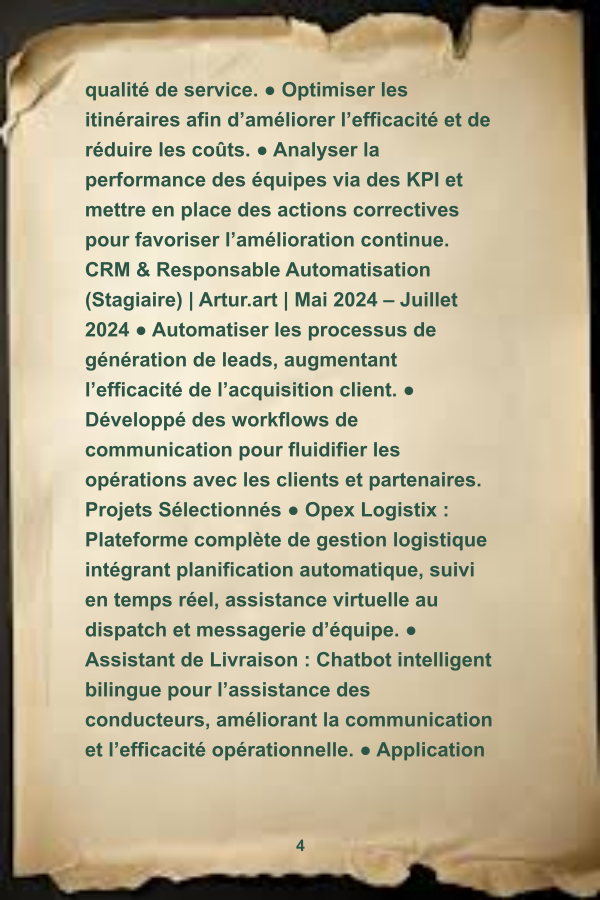 qualité de service. ● Optimiser les
itinéraires afin d’améliorer l’efficacité et de
réduire les coûts. ● Analyser la
performance des équipes via des KPI et
mettre en place des actions correctives
pour favoriser l’amélioration continue.
CRM & Responsable Automatisation
(Stagiaire) | Artur.art | Mai 2024 – Juillet
2024 ● Automatiser les processus de
génération de leads, augmentant
l’efficacité de l’acquisition client. ●
Développé des workflows de
communication pour fluidifier les
opérations avec les clients et partenaires.
Projets Sélectionnés ● Opex Logistix :
Plateforme complète de gestion logistique
intégrant planification automatique, suivi
en temps réel, assistance virtuelle au
dispatch et messagerie d’équipe. ●
Assistant de Livraison : Chatbot intelligent
bilingue pour l’assistance des
conducteurs, améliorant la communication
et l’efficacité opérationnelle. ● Application
4